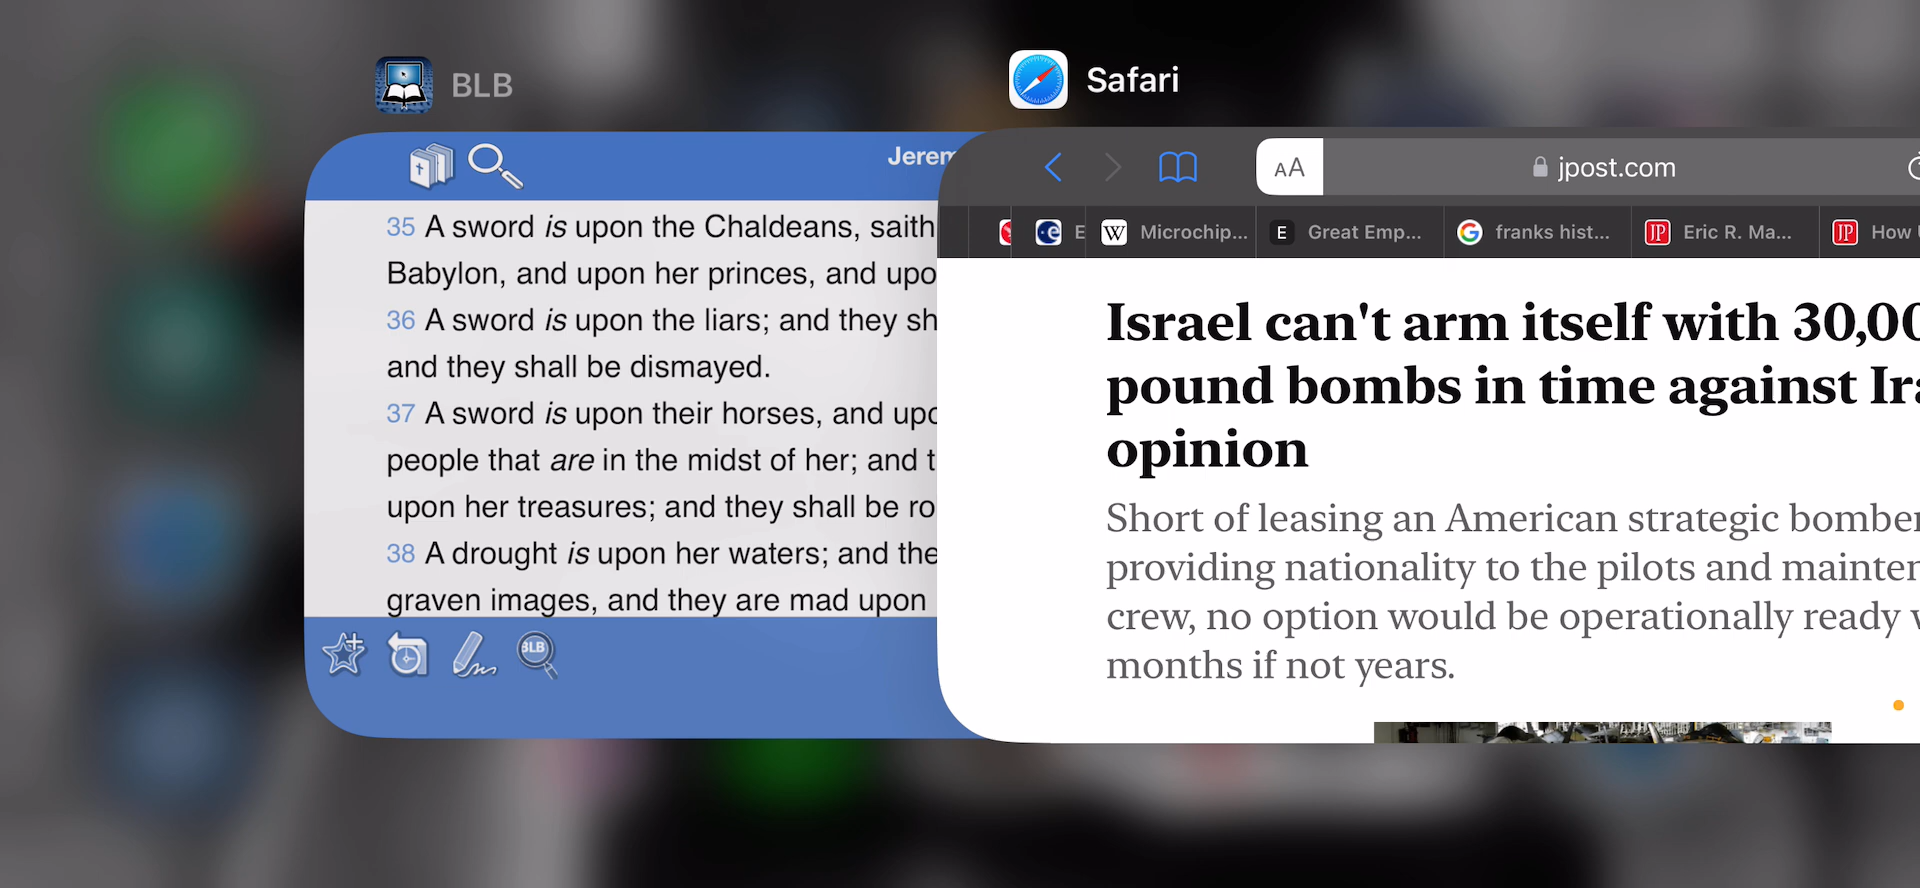 BLB
Safari
Jerem
AA jpost.com
E
W Microchip...
E Great Emp...
G franks hist...
JP Eric R. Ma...
JP How
35 A sword is upon the Chaldeans, saith
Babylon, and upon her princes, and upo
36 A sword is upon the liars; and they sh
and they shall be dismayed.
37 A sword is upon their horses, and upo
people that are in the midst of her; and t
upon her treasures; and they shall be ro
38 A drought is upon her waters; and the
graven images, and they are mad upon
BLB
Israel can't arm itself with 30,00
pound bombs in time against Ira
opinion
Short of leasing an American strategic bomber
providing nationality to the pilots and mainten
crew, no option would be operationally ready w
months if not years.